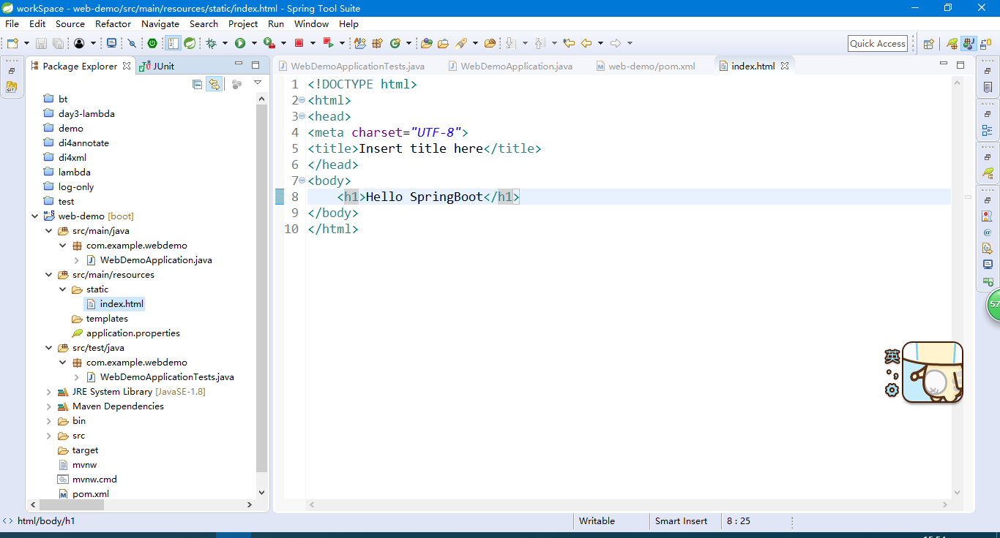 workSpace - web-demo/src/main/resources/static/index.html - Spring Tool Suite
File Edit Source Refactor Navigate Search Project Run Window Help
Quick Access
Package Explorer
JUnit
WebDemoApplicationTests.java
WebDemoApplication.java
web-demo/pom.xml
index.html
bt
day3-lambda
demo
di4annotate
di4xml
lambda
log-only
test
web-demo [boot]
src/main/java
com.example.webdemo
WebDemoApplication.java
src/main/resources
static
index.html
templates
application.properties
src/test/java
com.example.webdemo
WebDemoApplicationTests.java
JRE System Library [JavaSE-1.8]
Maven Dependencies
bin
src
target
mvnw
mvnw.cmd
pom.xml
1 <!DOCTYPE html>
2 <html>
3 <head>
4 <meta charset="UTF-8">
5 <title>Insert title here</title>
6 </head>
7 <body>
8 <h1>Hello SpringBoot</h1>
9 </body>
10 </html>
57
英
html/body/h1
Writable
Smart Insert
8 : 25